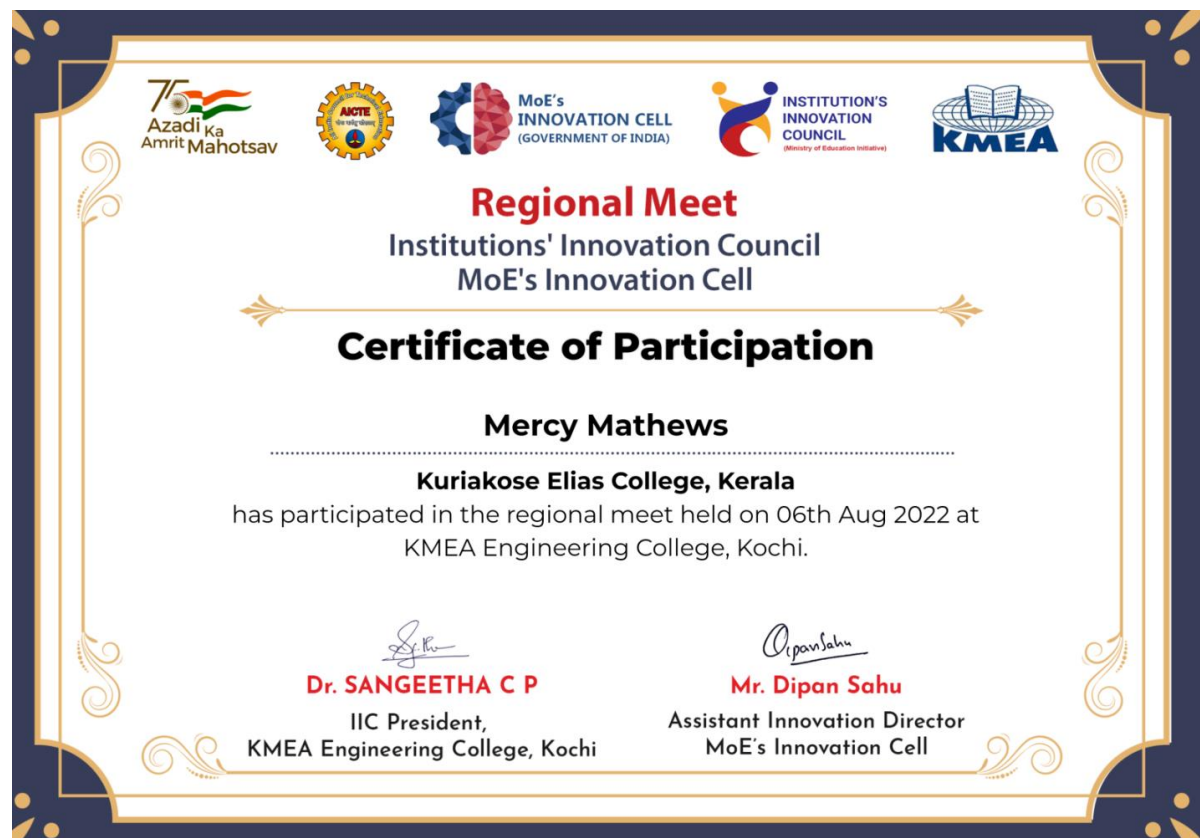 75
Azadi Ka
Amrit Mahotsav
AICTE
MoE's
INNOVATION CELL
(GOVERNMENT OF INDIA)
INSTITUTION'S
INNOVATION
COUNCIL
(Ministry of Education Initiative)
KMEA
Regional Meet
Institutions' Innovation Council
MoE's Innovation Cell
Certificate of Participation
Mercy Mathews
Kuriakose Elias College, Kerala
has participated in the regional meet held on 06th Aug 2022 at
KMEA Engineering College, Kochi.
Dipan Sahu
Dr. SANGEETHA C P
Mr. Dipan Sahu
IIC President,
Assistant Innovation Director
KMEA Engineering College, Kochi
MoE's Innovation Cell